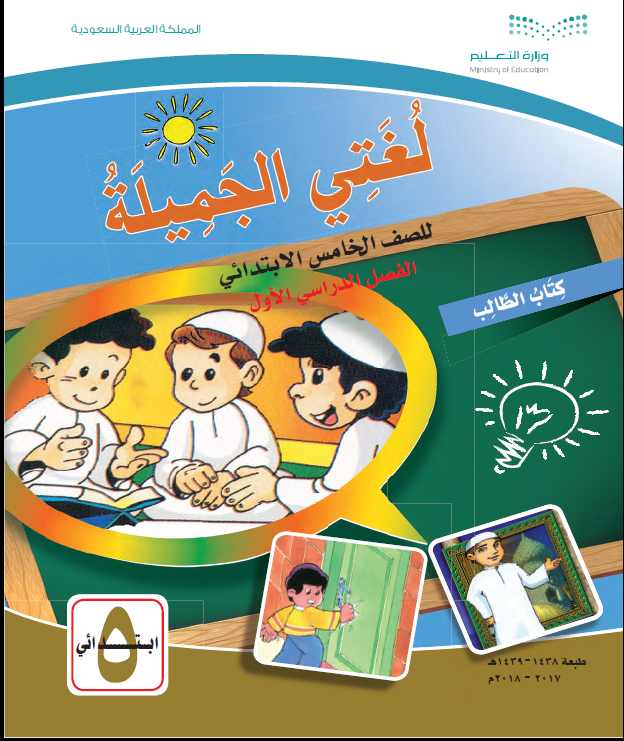 المملكة العربية السعودية
وزارة التعليم
Ministry of Education
لُغَتِي الجَمِيلَةُ
للصف الخامس الابتدائي
الفصل الدراسي الأول
كِتَابُ الطَّالِبِ
٥
ابتدائي
طبعة ١٤٣٨ - ١٤٣٩هـ
٢٠١٧ - ٢٠١٨م